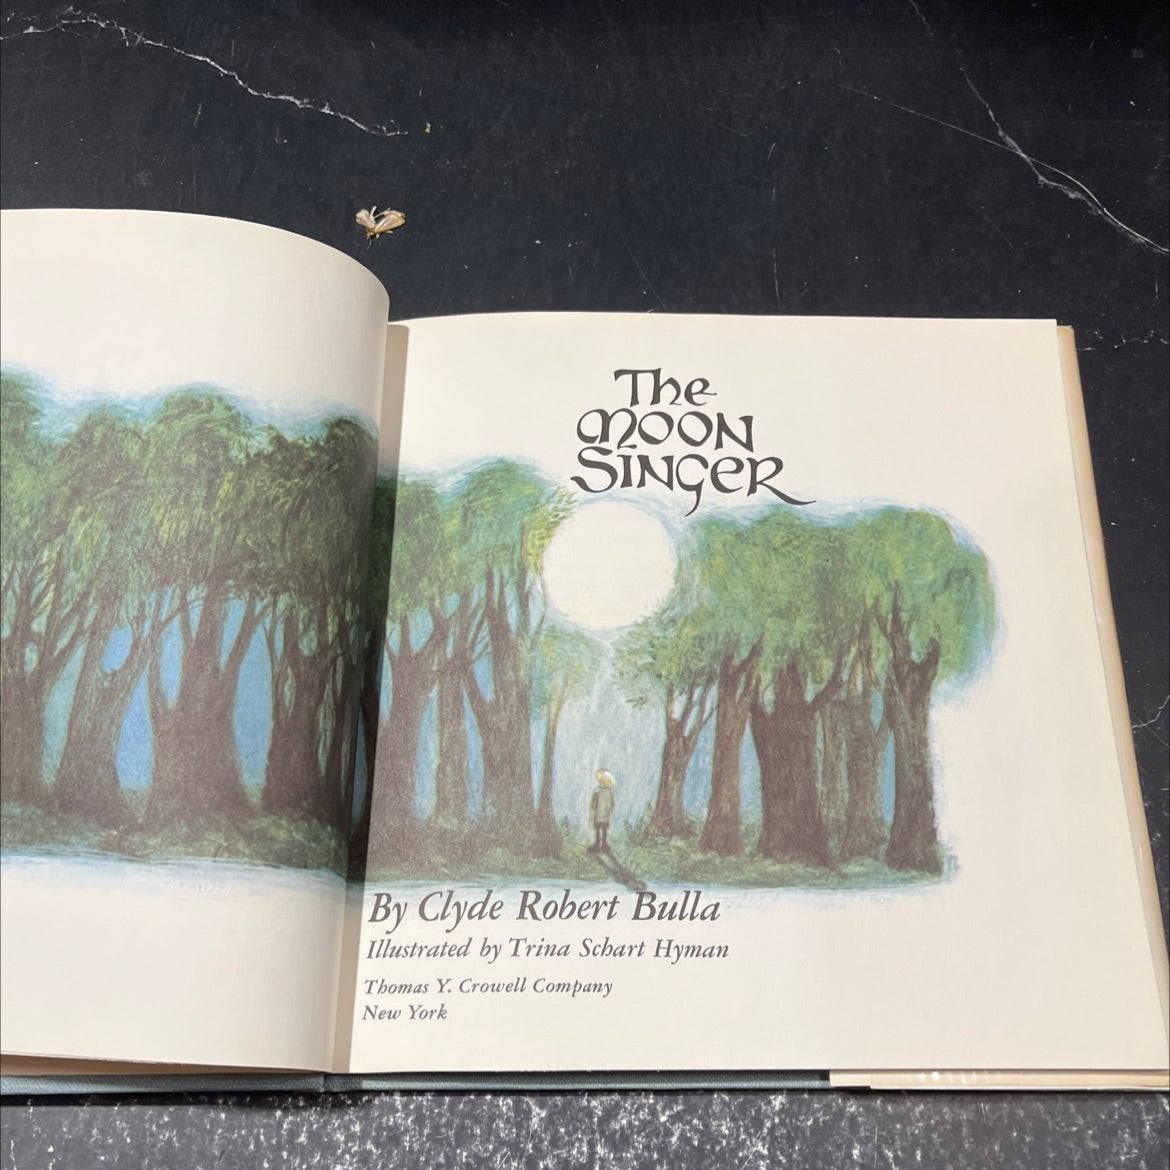 The
Moon
Singer
By Clyde Robert Bulla
Illustrated by Trina Schart Hyman
Thomas Y. Crowell Company
New York